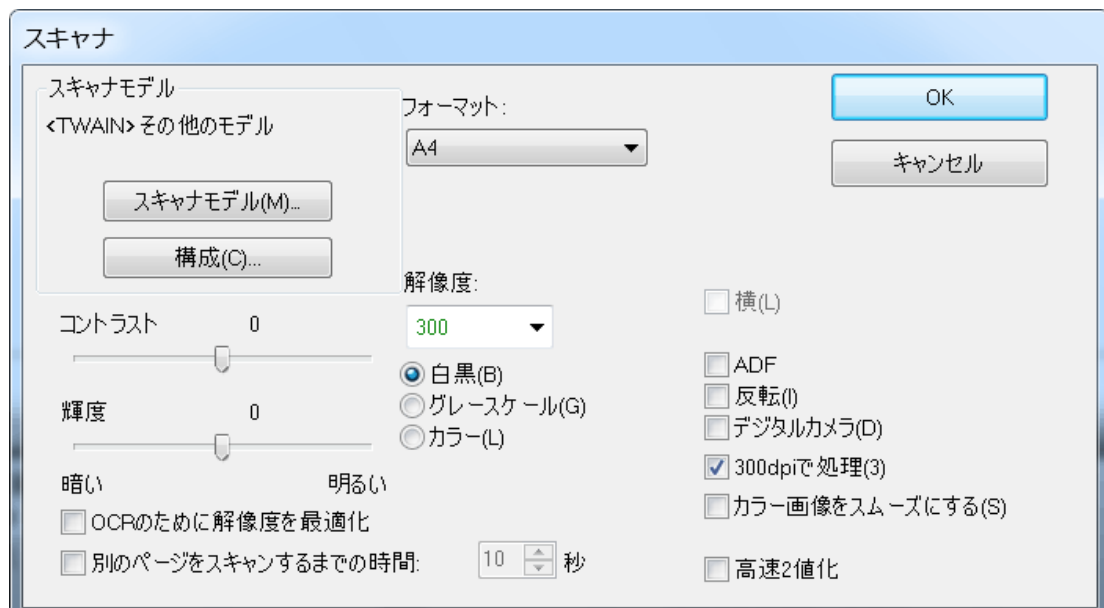 スキャナ
スキャナモデル
<TWAIN>その他のモデル
スキャナモデル(M)...
構成(C)...
フォーマット:
A4
OK
キャンセル
解像度:
300
白黒(B)
グレースケール(G)
カラー(L)
コントラスト 0
輝度 0
暗い 明るい
OCRのために解像度を最適化
別のページをスキャンするまでの時間: 10 秒
横(L)
ADF
反転(I)
デジタルカメラ(D)
300dpiで処理(3)
カラー画像をスムーズにする(S)
高速2値化